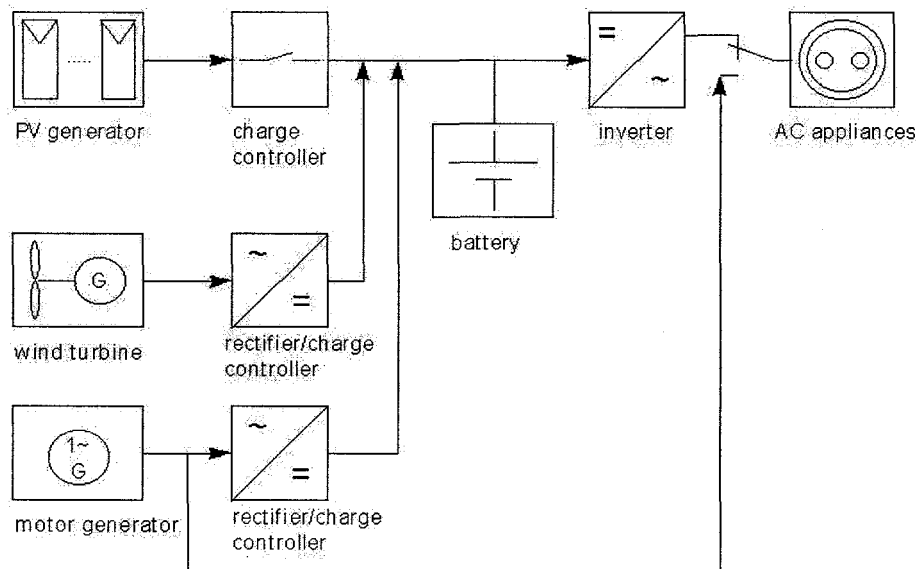 PV generator
charge
controller
=
~
inverter
AC appliances
battery
G
wind turbine
~
=
rectifier/charge
controller
1~
G
motor generator
~
=
rectifier/charge
controller